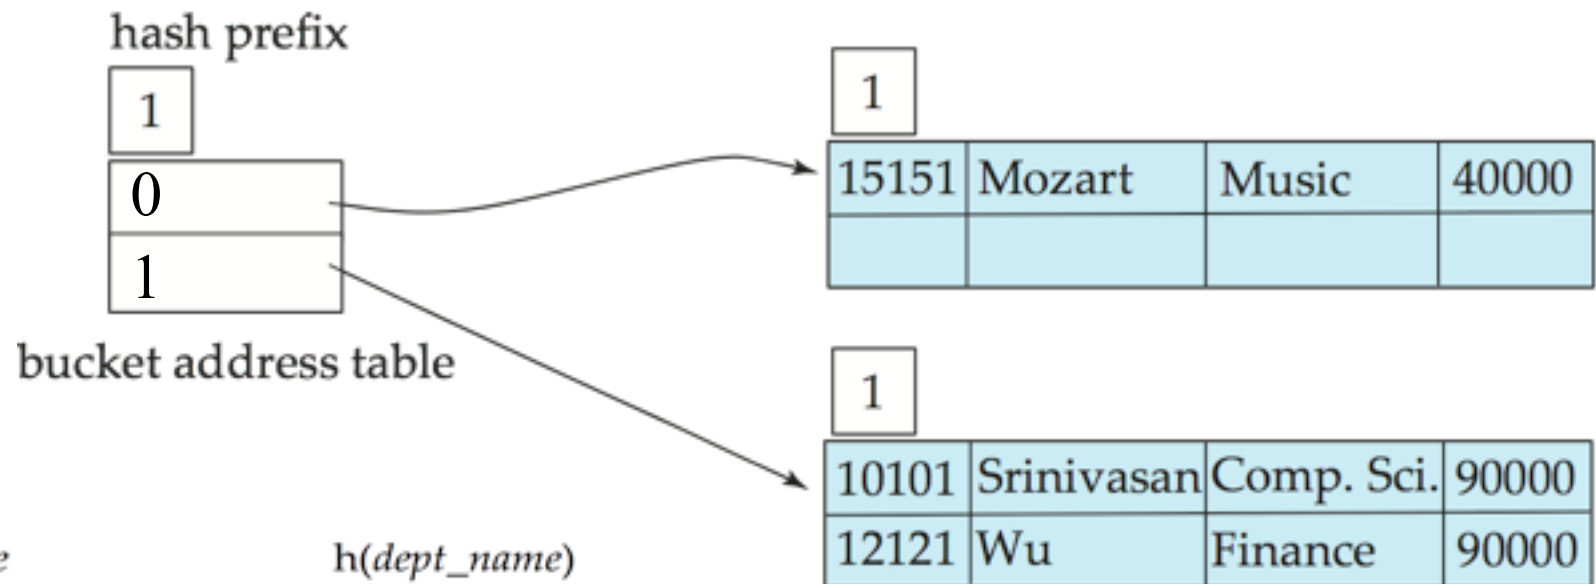 hash prefix
1
0
1
bucket address table
1
15151 Mozart Music 40000
1
10101 Srinivasan Comp. Sci. 90000
12121 Wu Finance 90000
h(dept_name)